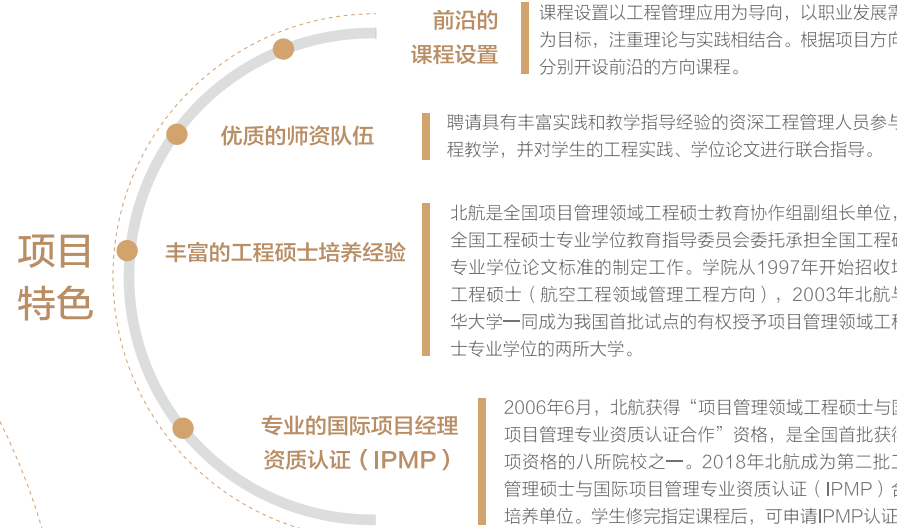 项目
特色
前沿的
课程设置
课程设置以工程管理应用为导向，以职业发展需
为目标，注重理论与实践相结合。根据项目方向
分别开设前沿的方向课程。
优质的师资队伍
聘请具有丰富实践和教学指导经验的资深工程管理人员参与
程教学，并对学生的工程实践、学位论文进行联合指导。
丰富的工程硕士培养经验
北航是全国项目管理领域工程硕士教育协作组副组长单位，
全国工程硕士专业学位教育指导委员会委托承担全国工程硕
专业学位论文标准的制定工作。学院从1997年开始招收
工程硕士（航空工程领域管理工程方向），2003年北航与
华大学一同成为我国首批试点的有权授予项目管理领域工程
士专业学位的两所大学。
专业的国际项目经理
资质认证（IPMP）
2006年6月，北航获得“项目管理领域工程硕士与国
项目管理专业资质认证合作”资格，是全国首批获得
项资格的八所院校之一。2018年北航成为第二批工
管理硕士与国际项目管理专业资质认证（IPMP）合
培养单位。学生修完指定课程后，可申请IPMP认证